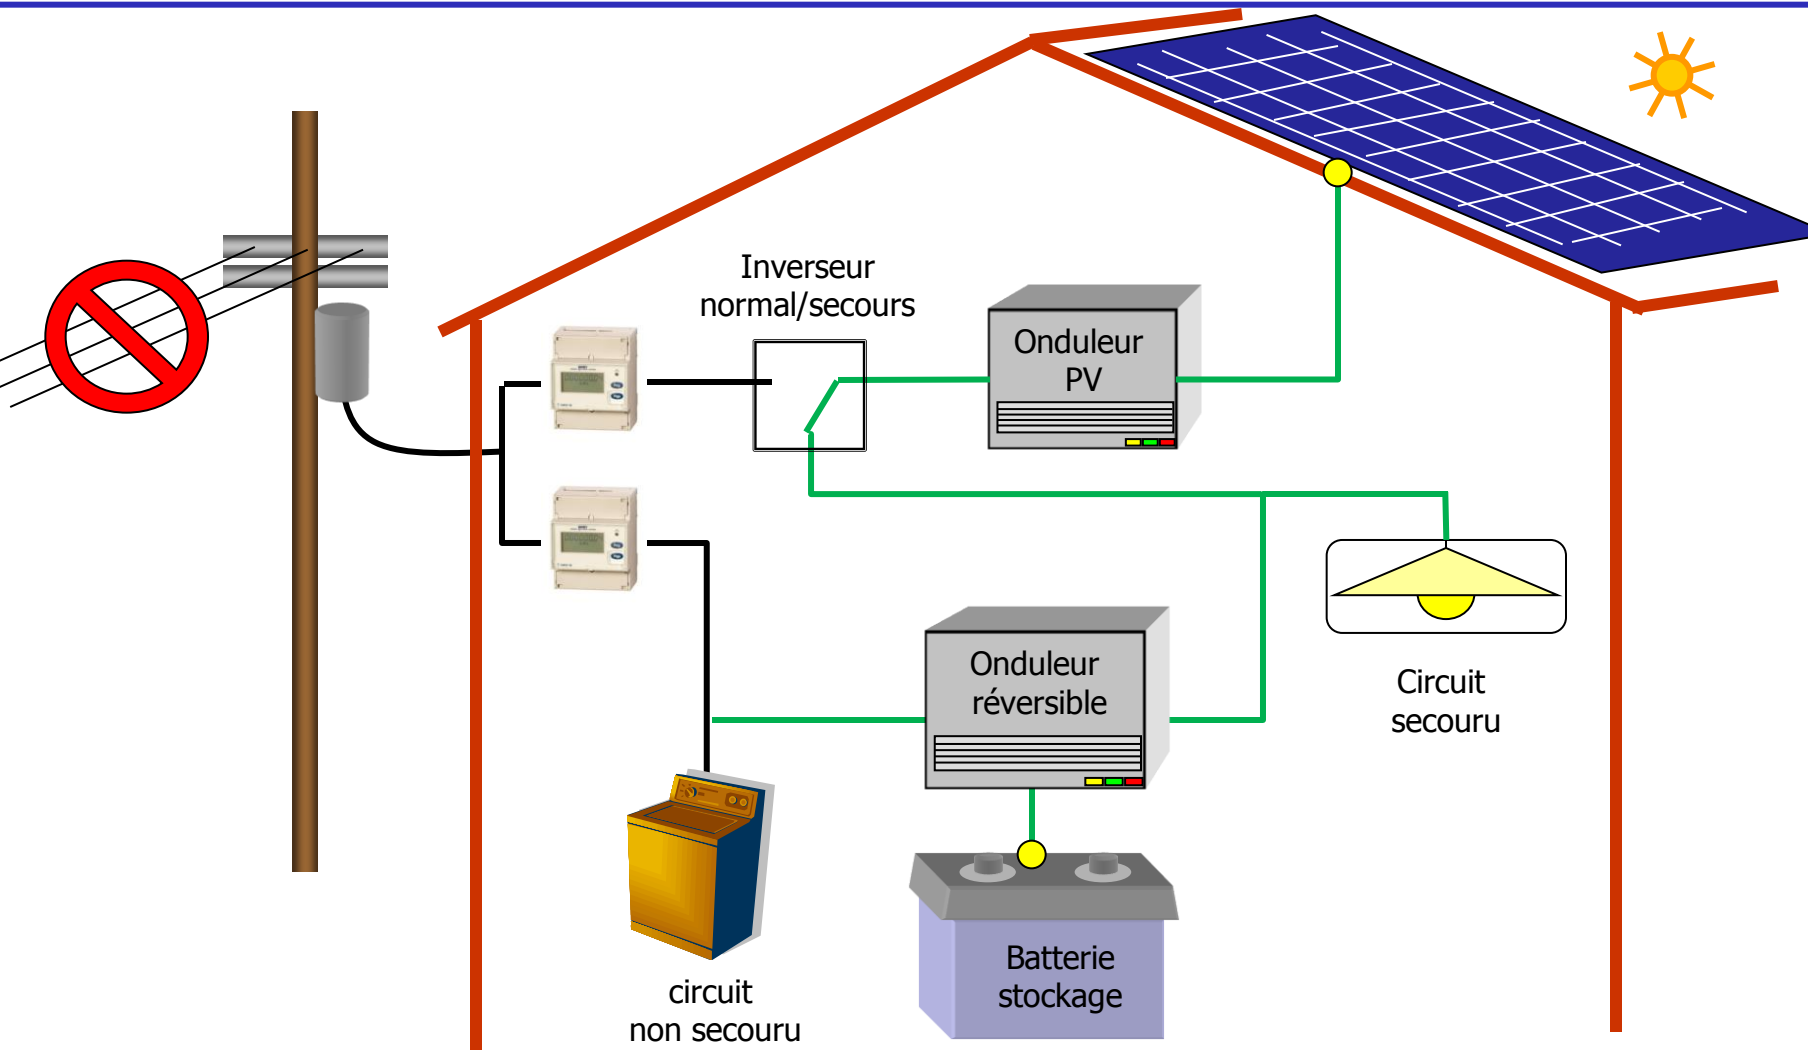 Inverseur
normal/secours
Onduleur
PV
Onduleur
réversible
Circuit
secouru
Batterie
stockage
circuit
non secouru